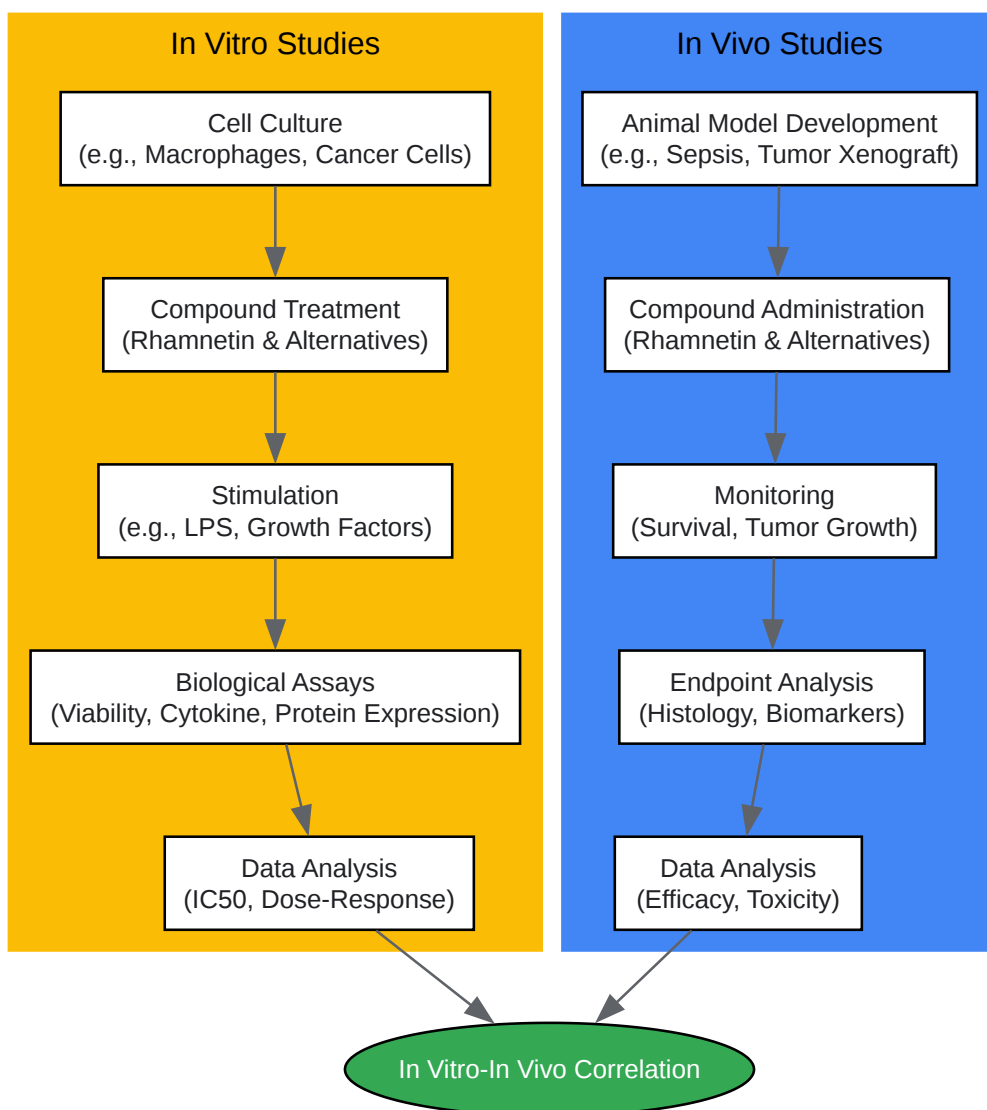 In Vitro Studies
Cell Culture
(e.g., Macrophages, Cancer Cells)
Compound Treatment
(Rhamnetin & Alternatives)
Stimulation
(e.g., LPS, Growth Factors)
Biological Assays
(Viability, Cytokine, Protein Expression)
Data Analysis
(IC50, Dose-Response)
In Vivo Studies
Animal Model Development
(e.g., Sepsis, Tumor Xenograft)
Compound Administration
(Rhamnetin & Alternatives)
Monitoring
(Survival, Tumor Growth)
Endpoint Analysis
(Histology, Biomarkers)
Data Analysis
(Efficacy, Toxicity)
In Vitro-In Vivo Correlation